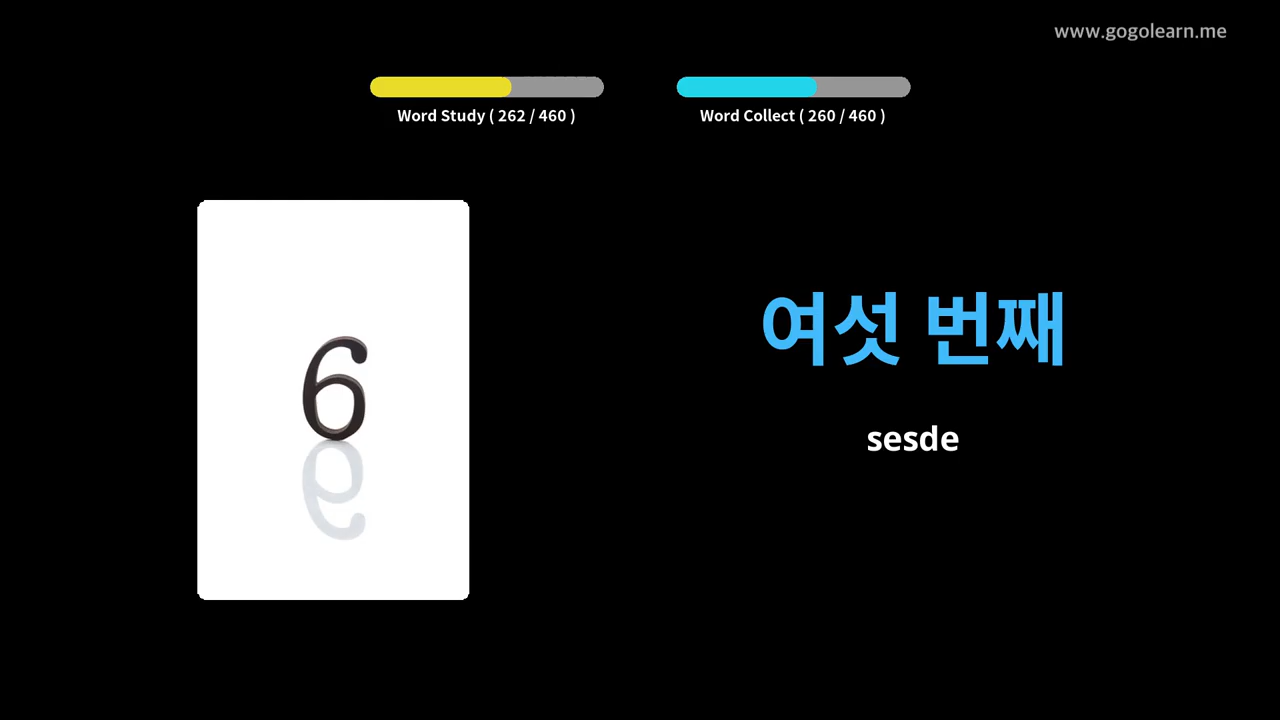 www.gogolearn.me
Word Study ( 262 / 460 )
Word Collect ( 260 / 460 )
6
여섯 번째
sesde